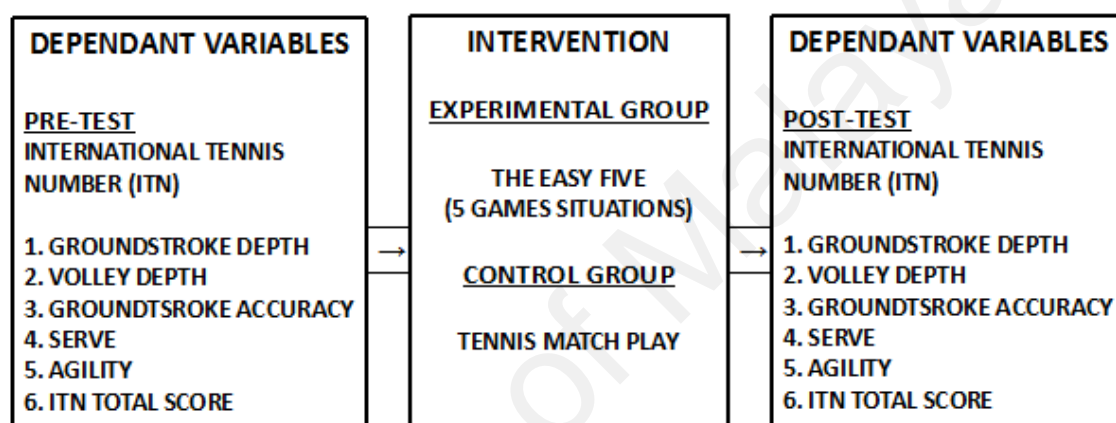 DEPENDANT VARIABLES
PRE-TEST
INTERNATIONAL TENNIS
NUMBER (ITN)
1. GROUNDSTROKE DEPTH
2. VOLLEY DEPTH
3. GROUNDTSROKE ACCURACY
4. SERVE
5. AGILITY
6. ITN TOTAL SCORE
→
INTERVENTION
EXPERIMENTAL GROUP
THE EASY FIVE
(5 GAMES SITUATIONS)
CONTROL GROUP
TENNIS MATCH PLAY
→
DEPENDANT VARIABLES
POST-TEST
INTERNATIONAL TENNIS
NUMBER (ITN)
1. GROUNDSTROKE DEPTH
2. VOLLEY DEPTH
3. GROUNDTSROKE ACCURACY
4. SERVE
5. AGILITY
6. ITN TOTAL SCORE
of Malaya